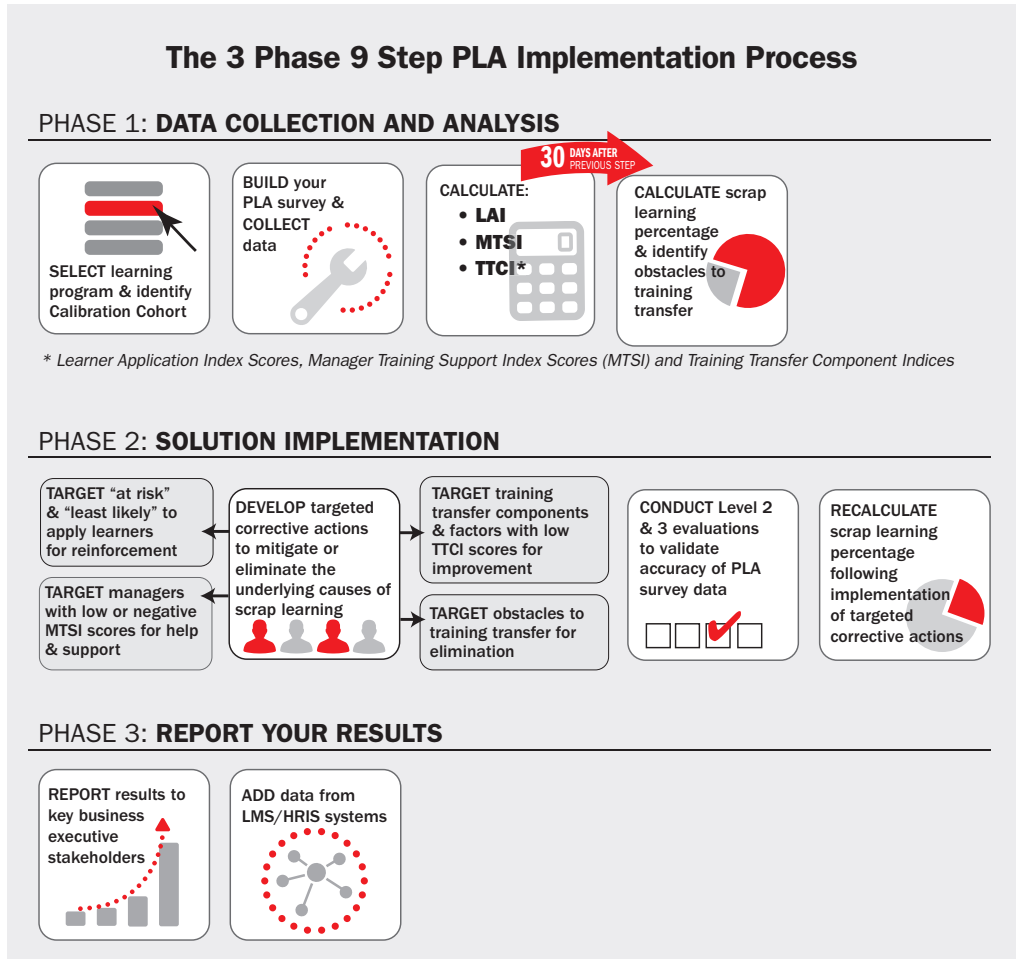 The 3 Phase 9 Step PLA Implementation Process
PHASE 1: DATA COLLECTION AND ANALYSIS
SELECT learning
program & identify
Calibration Cohort
BUILD your
PLA survey &
COLLECT
data
CALCULATE:
• LAI
• MTSI
• TTCI*
30 DAYS AFTER
PREVIOUS STEP
CALCULATE scrap
learning
percentage
& identify
obstacles to
training
transfer
* Learner Application Index Scores, Manager Training Support Index Scores (MTSI) and Training Transfer Component Indices
PHASE 2: SOLUTION IMPLEMENTATION
TARGET “at risk”
& “least likely” to
apply learners
for reinforcement
TARGET managers
with low or negative
MTSI scores for help
& support
DEVELOP targeted
corrective actions
to mitigate or
eliminate the
underlying causes of
scrap learning
TARGET training
transfer components
& factors with low
TTCI scores for
improvement
TARGET obstacles to
training transfer for
elimination
CONDUCT Level 2
& 3 evaluations
to validate
accuracy of PLA
survey data
RECALCULATE
scrap learning
percentage
following
implementation
of targeted
corrective actions
PHASE 3: REPORT YOUR RESULTS
REPORT results to
key business
executive
stakeholders
ADD data from
LMS/HRIS systems